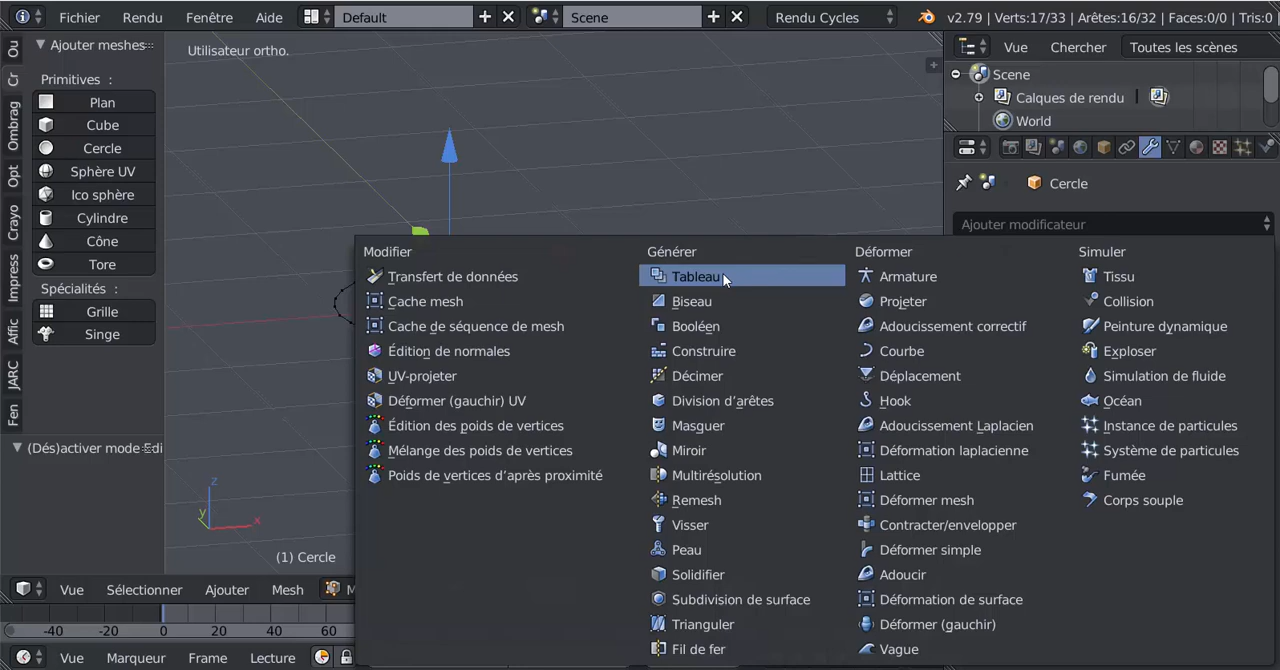 Fichier Rendu Fenêtre Aide Default Scene Rendu Cycles v2.79 | Verts:17/33 | Arêtes:16/32 | Faces:0/0 | Tris:0
Ou
Cr
Ombrag
Opt
Crayo
Impress
Affic
JARC
Fen
Ajouter meshes
Primitives :
Plan
Cube
Cercle
Sphère UV
Ico sphère
Cylindre
Cône
Tore
Spécialités :
Grille
Singe
(Dés)activer mode Edi
Utilisateur ortho.
z
y
x
(1) Cercle
Vue Chercher Toutes les scènes
Scene
Calques de rendu
World
Cercle
Ajouter modificateur
Modifier
Transfert de données
Cache mesh
Cache de séquence de mesh
Édition de normales
UV-projeter
Déformer (gauchir) UV
Édition des poids de vertices
Mélange des poids de vertices
Poids de vertices d'après proximité
Générer
Tableau
Biseau
Booléen
Construire
Décimer
Division d'arêtes
Masquer
Miroir
Multirésolution
Remesh
Visser
Peau
Solidifier
Subdivision de surface
Trianguler
Fil de fer
Déformer
Armature
Projeter
Adoucissement correctif
Courbe
Déplacement
Hook
Adoucissement Laplacien
Déformation laplacienne
Lattice
Déformer mesh
Contracter/envelopper
Déformer simple
Adoucir
Déformation de surface
Déformer (gauchir)
Vague
Simuler
Tissu
Collision
Peinture dynamique
Exploser
Simulation de fluide
Océan
Instance de particules
Système de particules
Fumée
Corps souple
Vue Sélectionner Ajouter Mesh M
-40 -20 0 20 40 60
Vue Marqueur Frame Lecture